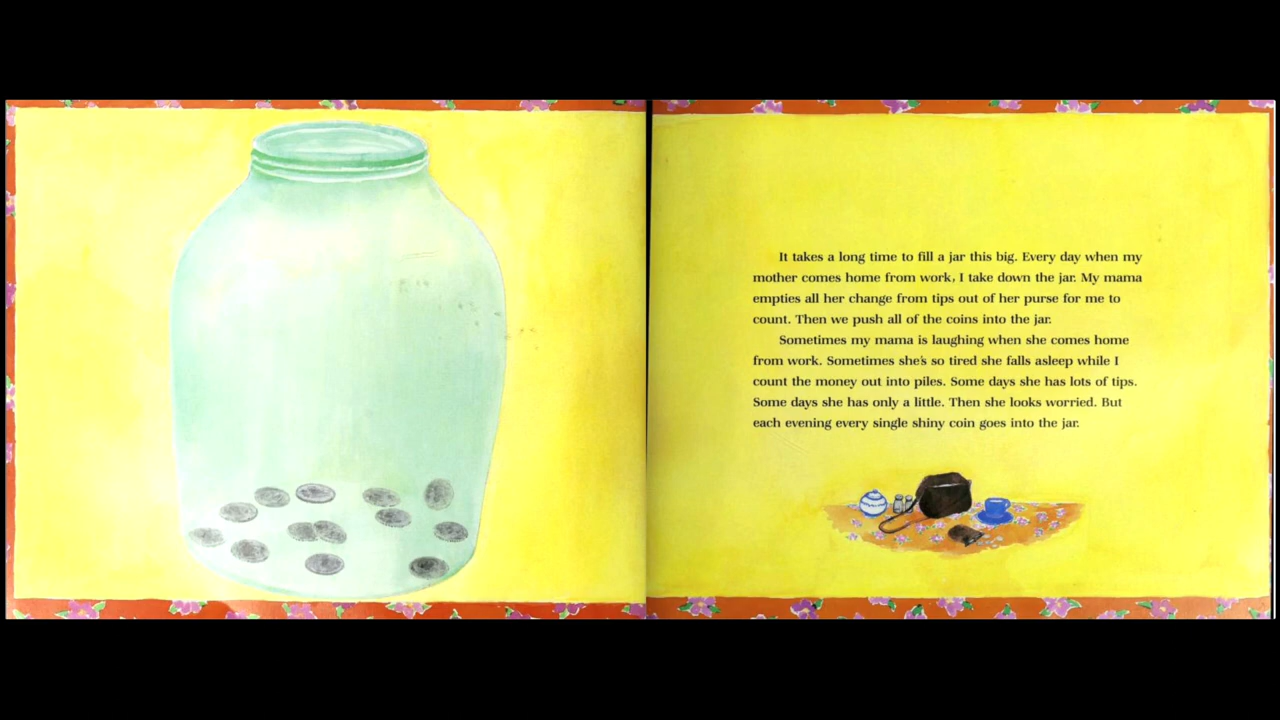 It takes a long time to fill a jar this big. Every day when my
mother comes home from work, I take down the jar. My mama
empties all her change from tips out of her purse for me to
count. Then we push all of the coins into the jar.
Sometimes my mama is laughing when she comes home
from work. Sometimes she's so tired she falls asleep while I
count the money out into piles. Some days she has lots of tips.
Some days she has only a little. Then she looks worried. But
each evening every single shiny coin goes into the jar.